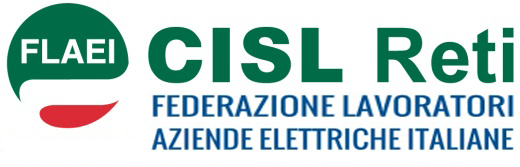 FLAEI
CISL Reti
FEDERAZIONE LAVORATORI
AZIENDE ELETTRICHE ITALIANE